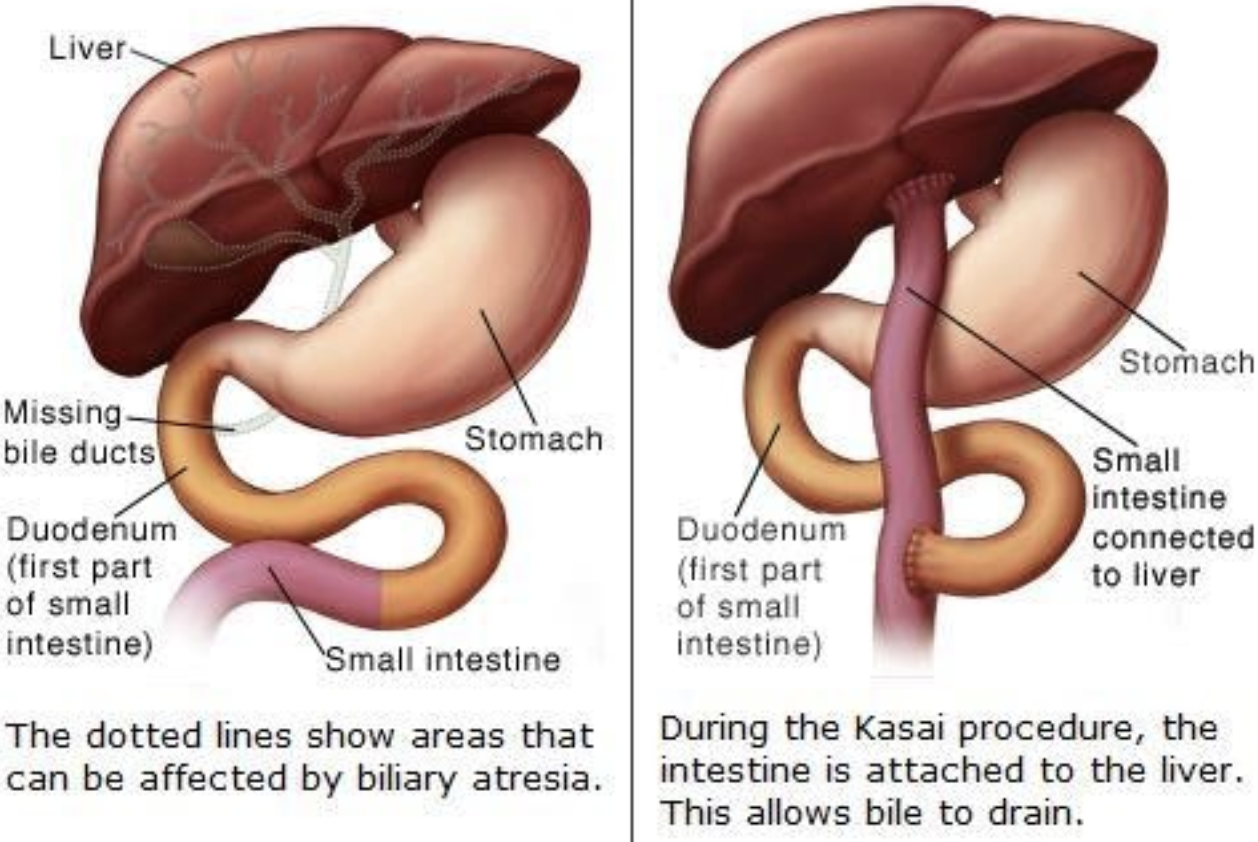 Liver
Missing
bile ducts
Duodenum
(first part
of small
intestine)
Stomach
Small intestine
The dotted lines show areas that
can be affected by biliary atresia.
Stomach
Small
intestine
connected
to liver
Duodenum
(first part
of small
intestine)
During the Kasai procedure, the
intestine is attached to the liver.
This allows bile to drain.